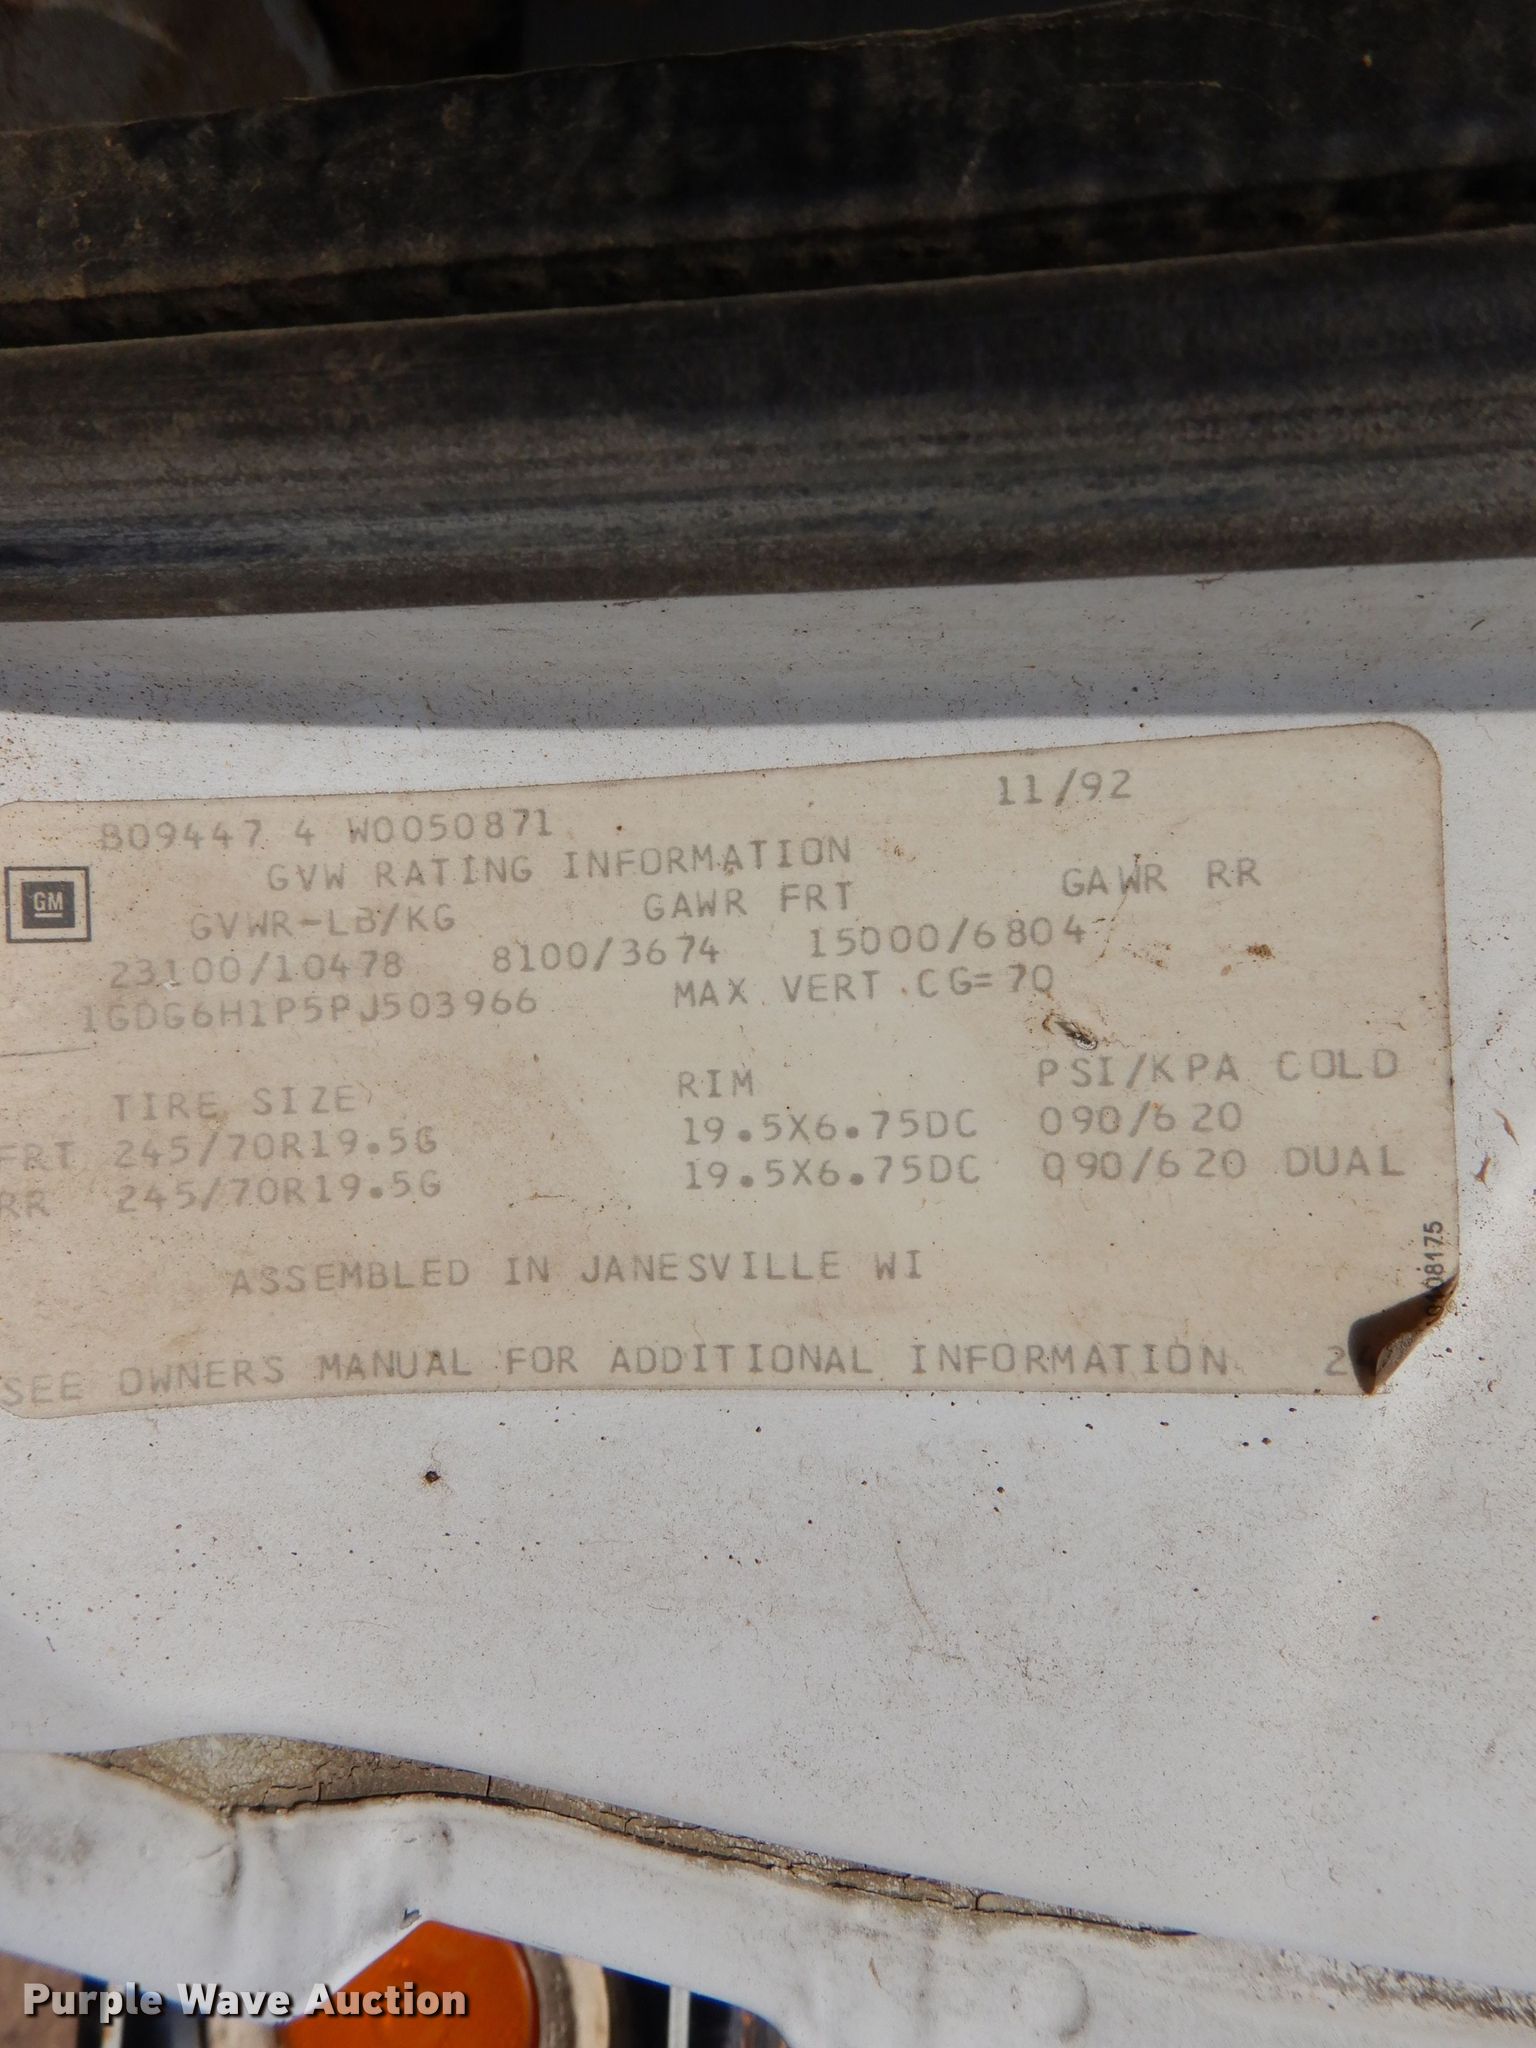 B09447 4 W0050871 11/92
GVW RATING INFORMATION
GM
GVWR-LB/KG GAWR FRT GAWR RR
23100/10478 8100/3674 15000/6804
1GDG6H1P5PJ503966 MAX VERT CG=70
TIRE SIZE RIM PSI/KPA COLD
FRT 245/70R19.5G 19.5X6.75DC 090/620
RR 245/70R19.5G 19.5X6.75DC 090/620 DUAL
ASSEMBLED IN JANESVILLE WI
SEE OWNERS MANUAL FOR ADDITIONAL INFORMATION 2
Purple Wave Auction